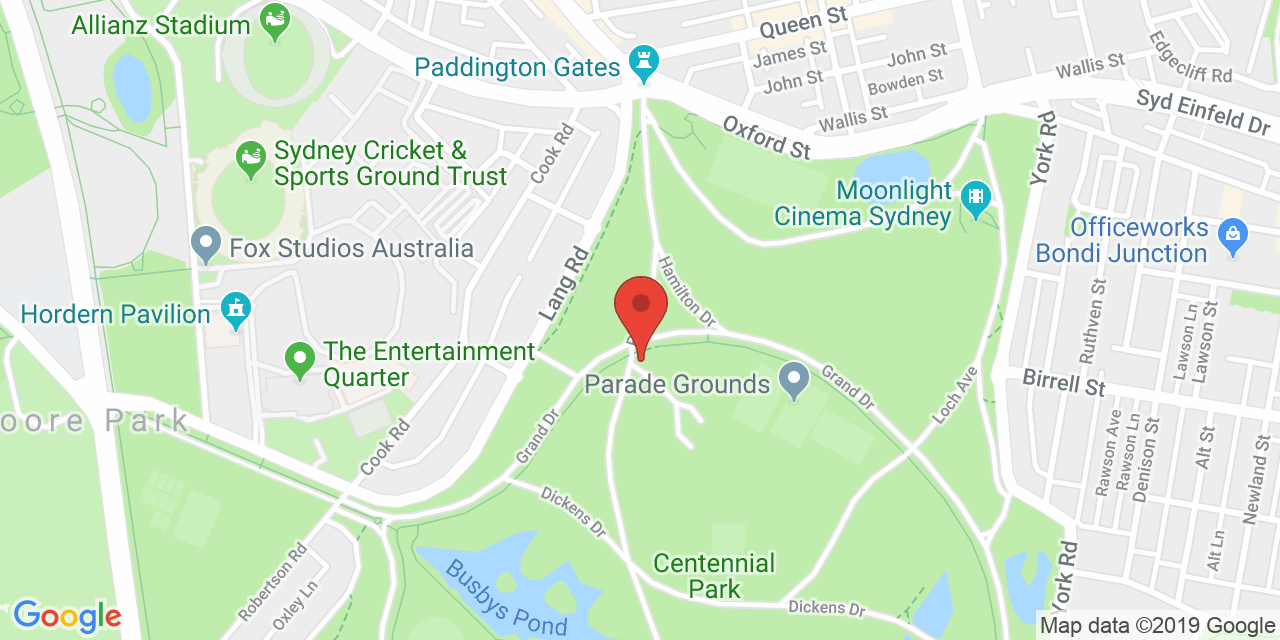 Allianz Stadium
Queen St
James St
John St
John St
Bowden St
Wallis St
Wallis St
Edgecliff Rd
Syd Einfeld Dr
Paddington Gates
Oxford St
York Rd
Cook Rd
Sydney Cricket &
Sports Ground Trust
Moonlight
Cinema Sydney
Officeworks
Bondi Junction
Fox Studios Australia
Lang Rd
Hamilton Dr
Hordern Pavilion
Ruthven St
Lawson Ln
Lawson St
The Entertainment
Quarter
Parade Grounds
Grand Dr
Loch Ave
Birrell St
oore Park
Cook Rd
Grand Dr
Rawson Ave
Rawson Ln
Denison St
Alt St
Newland St
Dickens Dr
Robertson Rd
Oxley Ln
Busbys Pond
Centennial
Park
Dickens Dr
York Rd
Alt Ln
Google
Map data ©2019 Google